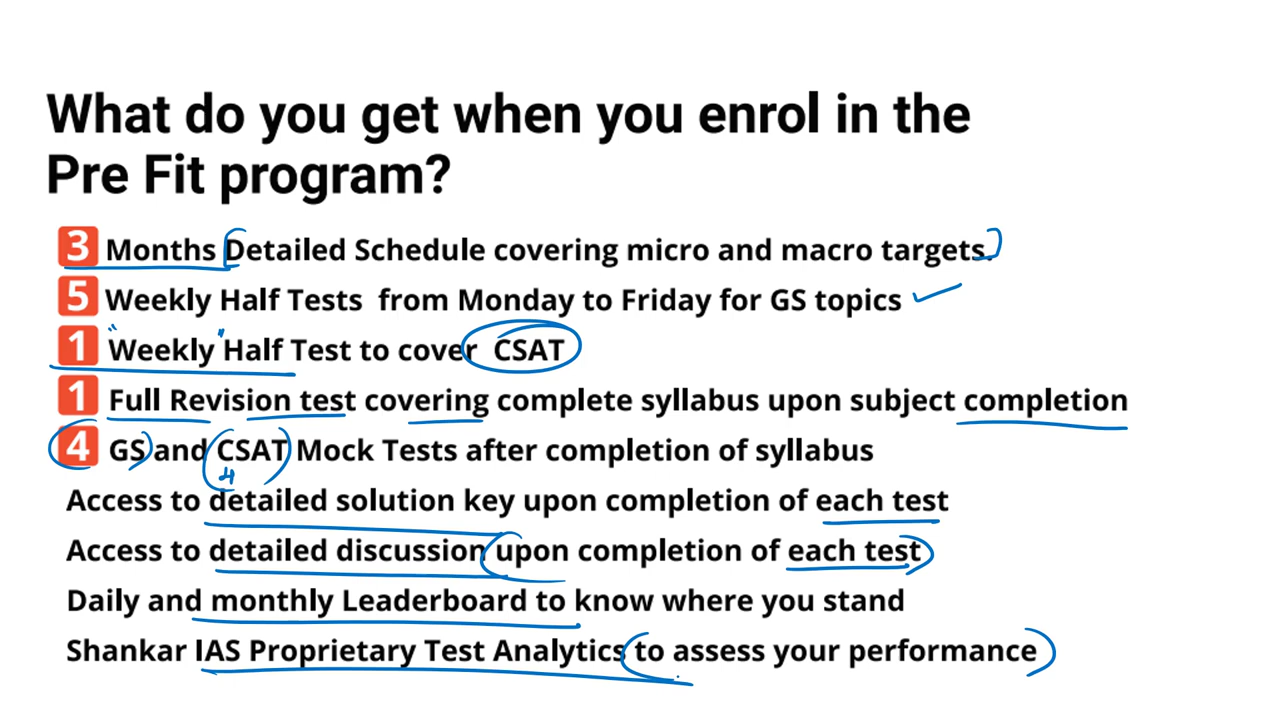 What do you get when you enrol in the
Pre Fit program?
3 Months Detailed Schedule covering micro and macro targets.
5 Weekly Half Tests from Monday to Friday for GS topics
1 "Weekly" Half Test to cover CSAT
1 Full Revision test covering complete syllabus upon subject completion
4 GS and CSAT Mock Tests after completion of syllabus
4
Access to detailed solution key upon completion of each test
Access to detailed discussion upon completion of each test
Daily and monthly Leaderboard to know where you stand
Shankar IAS Proprietary Test Analytics to assess your performance